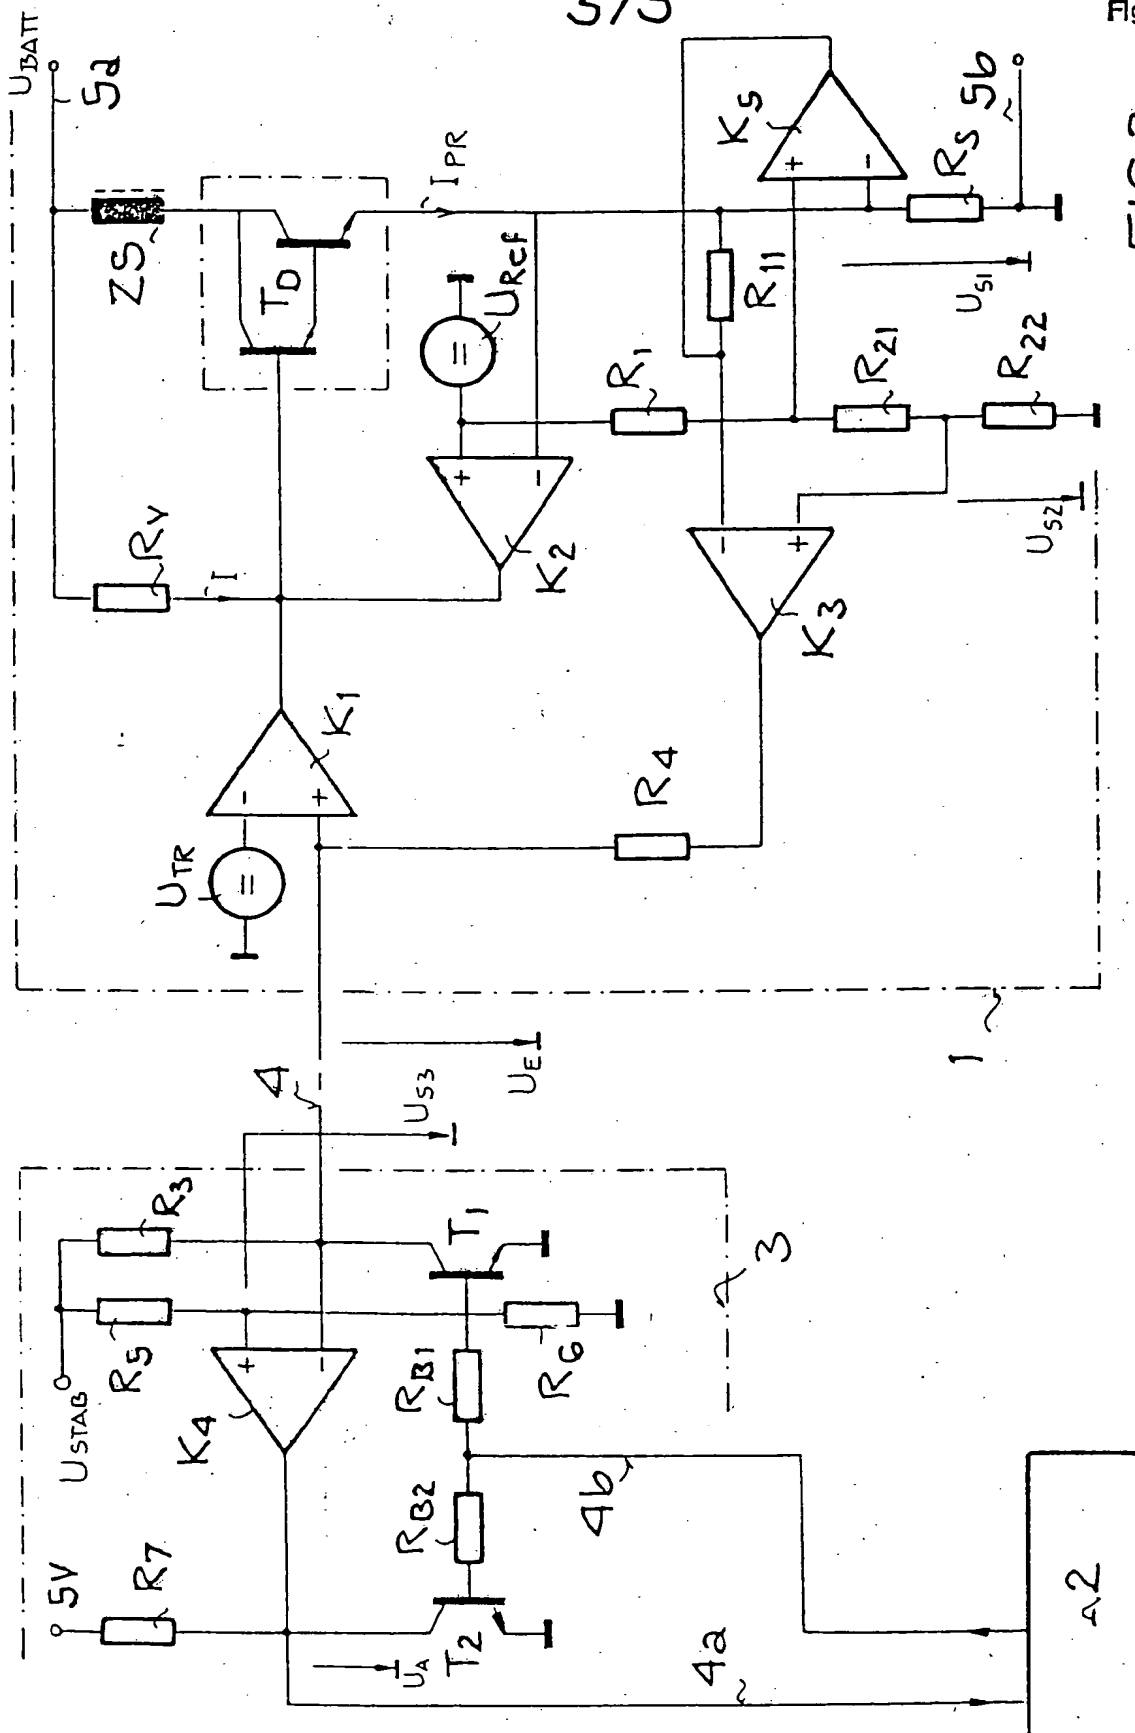 3/3
UBATT
5a
ZS
TD
IPR
URef
RV
I
K1
UTR
K2
R1
K5
5b
RS
R11
US1
R21
R22
US2
K3
R4
1
4
US3
UE
R3
R5
USTAB
K4
T1
RB1
R6
3
5V
R7
RB2
4b
UA
T2
4a
2